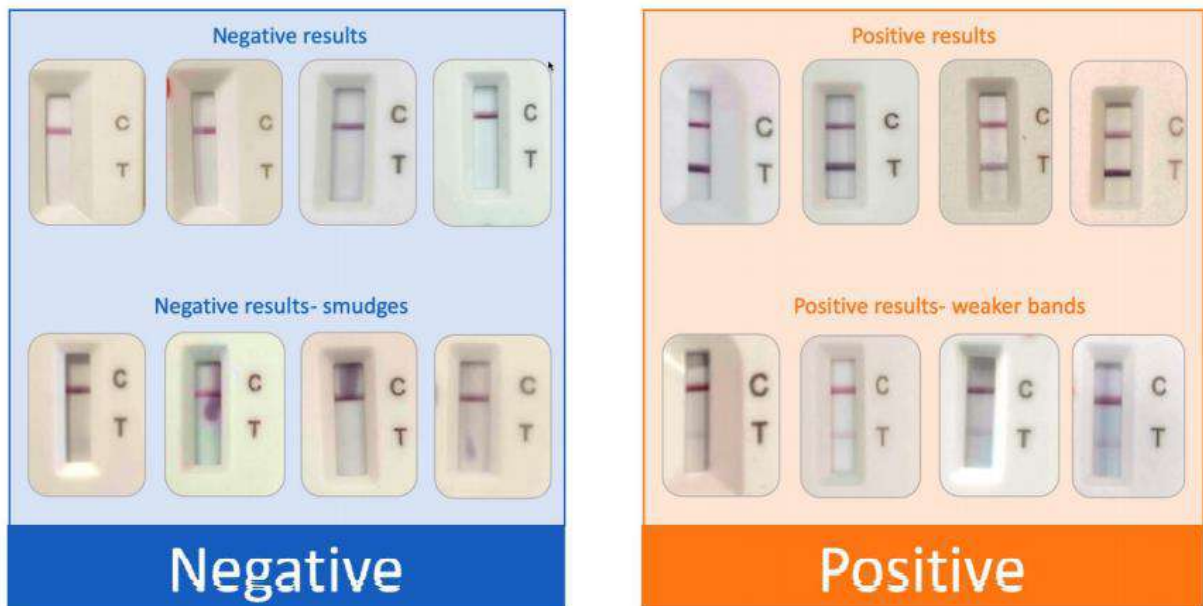 Negative results
C
T
C
T
C
T
C
T
Negative results- smudges
C
T
C
T
C
T
C
T
Negative
Positive results
C
T
C
T
C
T
C
T
Positive results- weaker bands
C
T
C
T
C
T
C
T
Positive